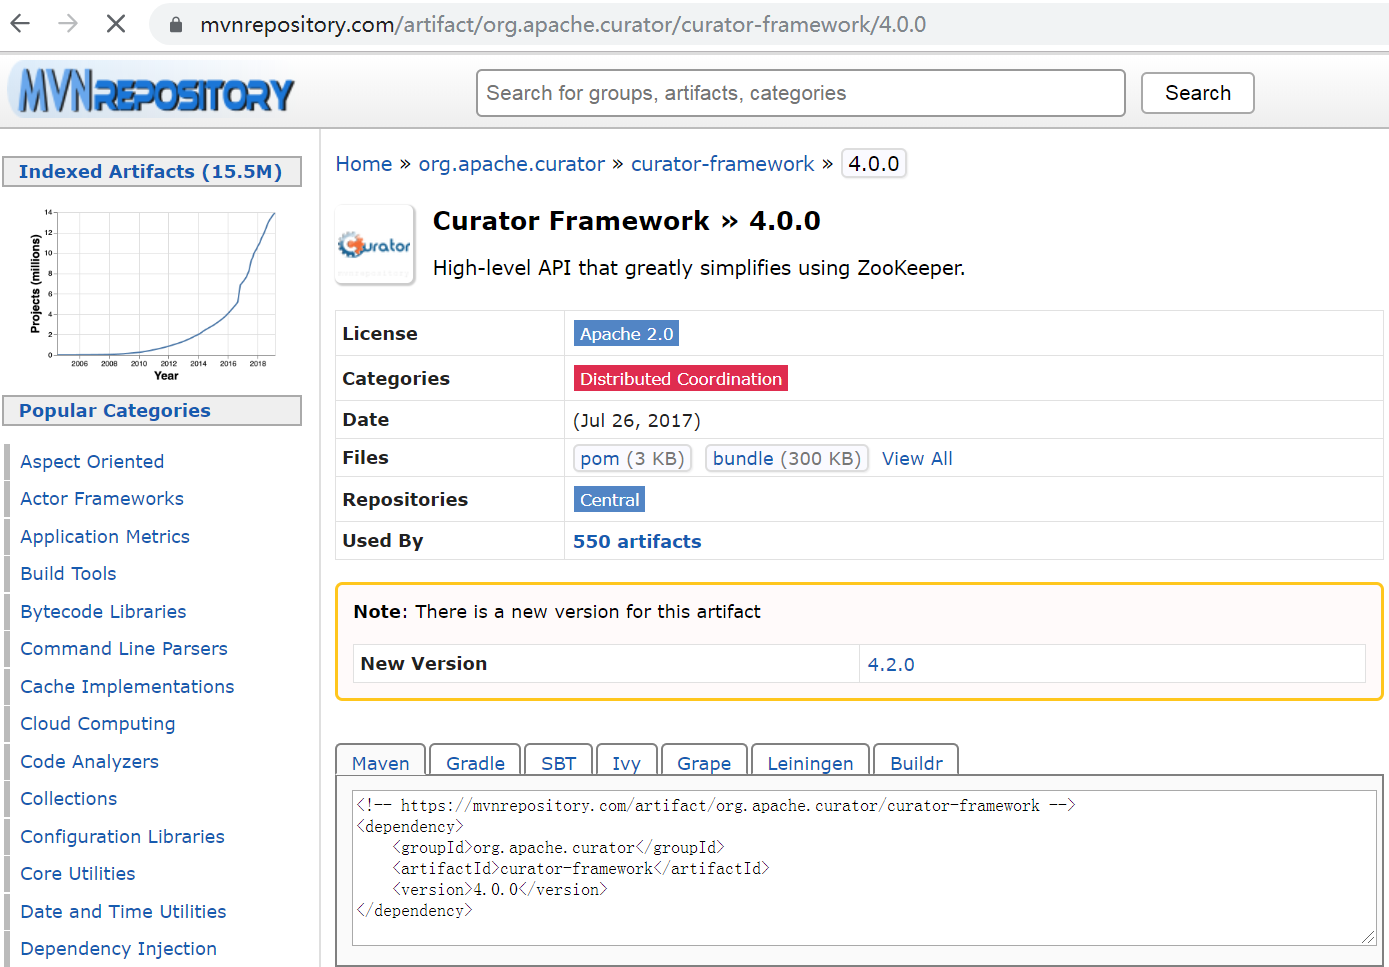 mvnrepository.com/artifact/org.apache.curator/curator-framework/4.0.0
MVNREPOSITORY
Search for groups, artifacts, categories
Search
Indexed Artifacts (15.5M)
14
12
10
8
6
4
2
0
Projects (millions)
2006 2008 2010 2012 2014 2016 2018
Year
Popular Categories
Aspect Oriented
Actor Frameworks
Application Metrics
Build Tools
Bytecode Libraries
Command Line Parsers
Cache Implementations
Cloud Computing
Code Analyzers
Collections
Configuration Libraries
Core Utilities
Date and Time Utilities
Dependency Injection
Home » org.apache.curator » curator-framework » 4.0.0
Curator
Curator Framework » 4.0.0
High-level API that greatly simplifies using ZooKeeper.
License Apache 2.0
Categories Distributed Coordination
Date (Jul 26, 2017)
Files pom (3 KB) bundle (300 KB) View All
Repositories Central
Used By 550 artifacts
Note: There is a new version for this artifact
New Version 4.2.0
Maven Gradle SBT Ivy Grape Leiningen Buildr
<!-- https://mvnrepository.com/artifact/org.apache.curator/curator-framework -->
<dependency>
    <groupId>org.apache.curator</groupId>
    <artifactId>curator-framework</artifactId>
    <version>4.0.0</version>
</dependency>